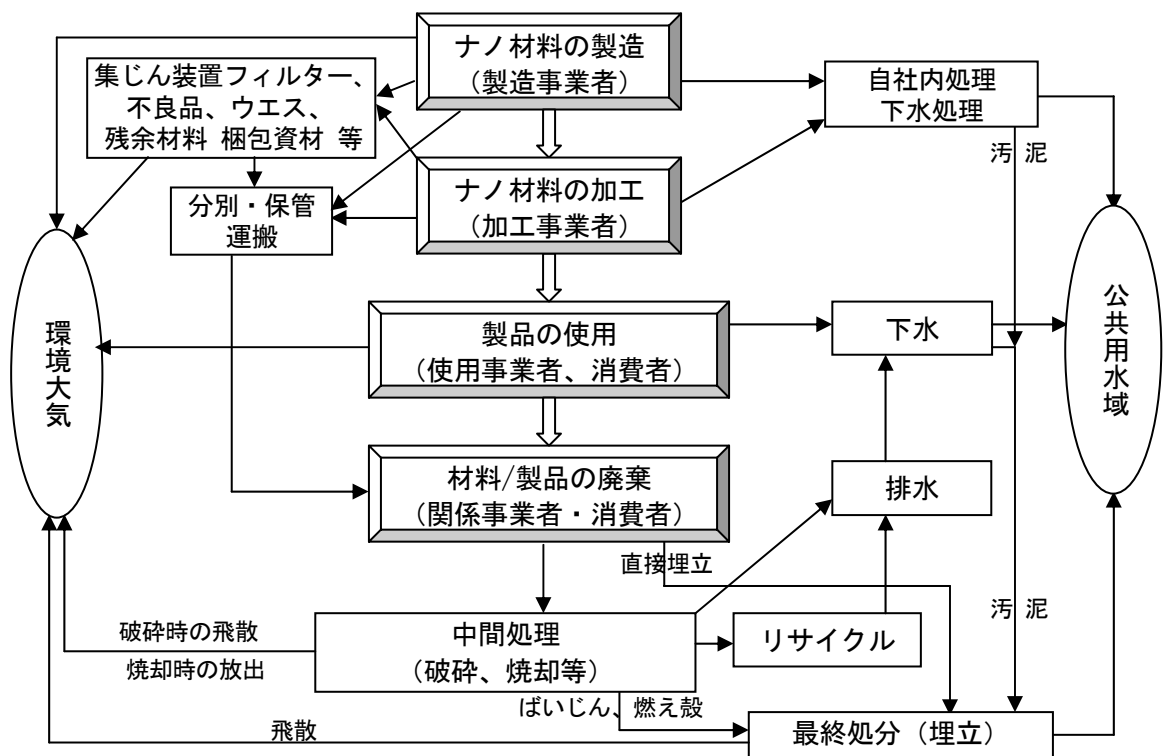 ナノ材料の製造
(製造事業者)
集じん装置フィルター、
不良品、ウエス、
残余材料 梱包資材 等
自社内処理
下水処理
汚 泥
ナノ材料の加工
(加工事業者)
分別・保管
運搬
環境大気
製品の使用
(使用事業者、消費者)
下水
公共用水域
材料/製品の廃棄
(関係事業者・消費者)
排水
直接埋立
汚 泥
破砕時の飛散
焼却時の放出
中間処理
(破砕、焼却等)
リサイクル
ばいじん、燃え殻
飛散
最終処分(埋立)